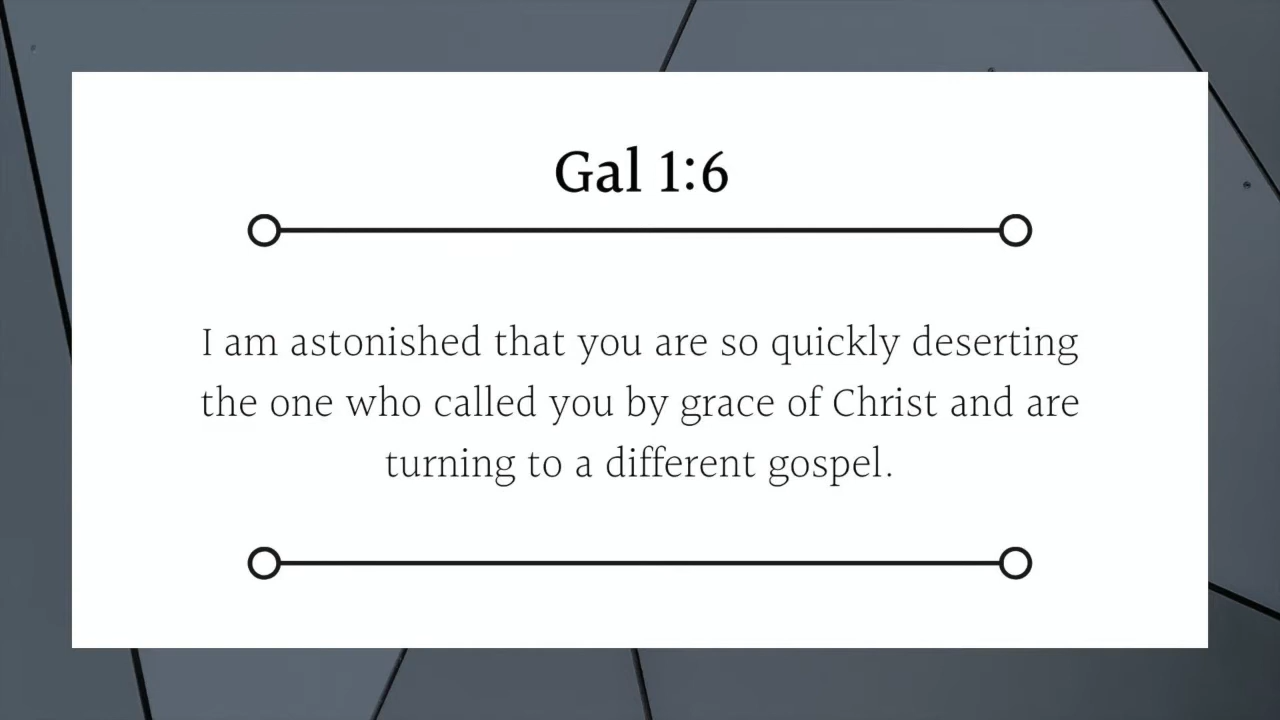 Gal 1:6
I am astonished that you are so quickly deserting
the one who called you by grace of Christ and are
turning to a different gospel.